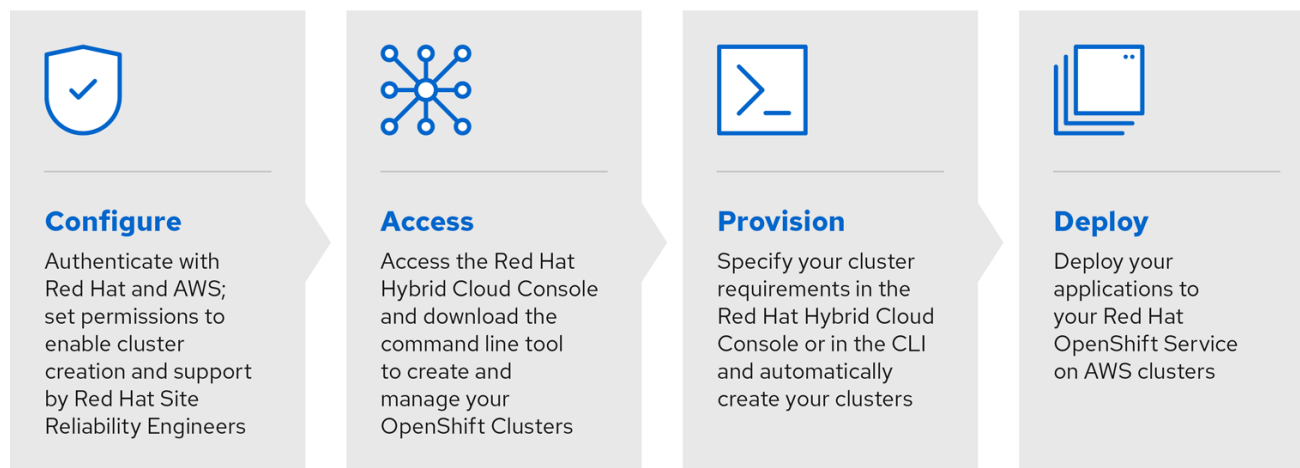 Configure
Authenticate with
Red Hat and AWS;
set permissions to
enable cluster
creation and support
by Red Hat Site
Reliability Engineers
Access
Access the Red Hat
Hybrid Cloud Console
and download the
command line tool
to create and
manage your
OpenShift Clusters
Provision
Specify your cluster
requirements in the
Red Hat Hybrid Cloud
Console or in the CLI
and automatically
create your clusters
Deploy
Deploy your
applications to
your Red Hat
OpenShift Service
on AWS clusters